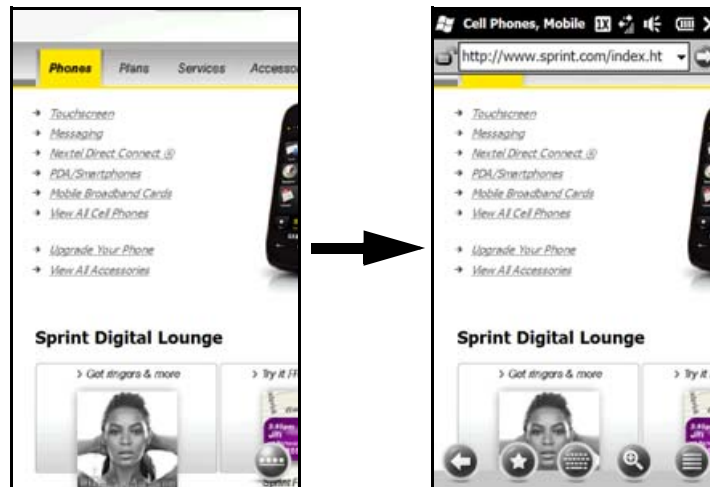 Phones Plans Services Accesso
→ Touchscreen
→ Messaging
→ Nextel Direct Connect ®
→ PDA/Smartphones
→ Mobile Broadband Cards
→ View All Cell Phones
→ Upgrade Your Phone
→ View All Accessories
Sprint Digital Lounge
> Get ringers & more
> Try it
Cell Phones, Mobile 1X
http://www.sprint.com/index.ht
→ Touchscreen
→ Messaging
→ Nextel Direct Connect ®
→ PDA/Smartphones
→ Mobile Broadband Cards
→ View All Cell Phones
→ Upgrade Your Phone
→ View All Accessories
Sprint Digital Lounge
> Get ringers & more
> Try it